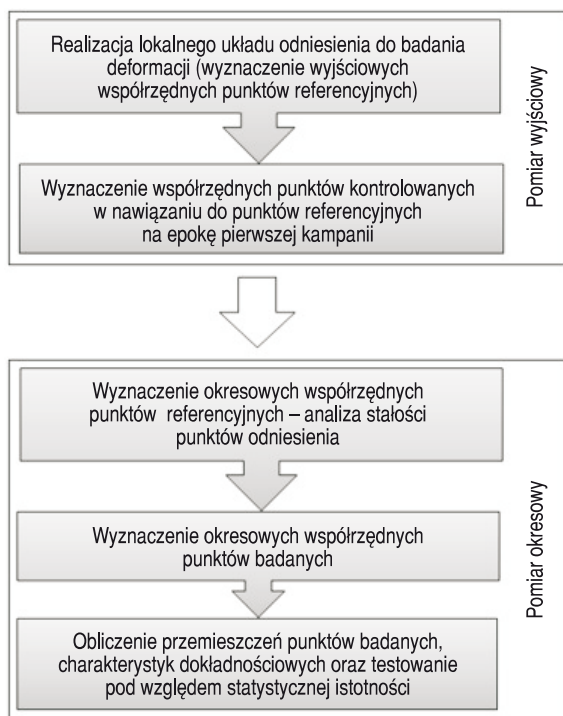 Realizacja lokalnego układu odniesienia do badania
deformacji (wyznaczenie wyjściowych
współrzędnych punktów referencyjnych)
Wyznaczenie współrzędnych punktów kontrolowanych
w nawiązaniu do punktów referencyjnych
na epokę pierwszej kampanii
Pomiar wyjściowy
Wyznaczenie okresowych współrzędnych
punktów referencyjnych – analiza stałości
punktów odniesienia
Wyznaczenie okresowych współrzędnych
punktów badanych
Obliczenie przemieszczeń punktów badanych,
charakterystyk dokładnościowych oraz testowanie
pod względem statystycznej istotności
Pomiar okresowy